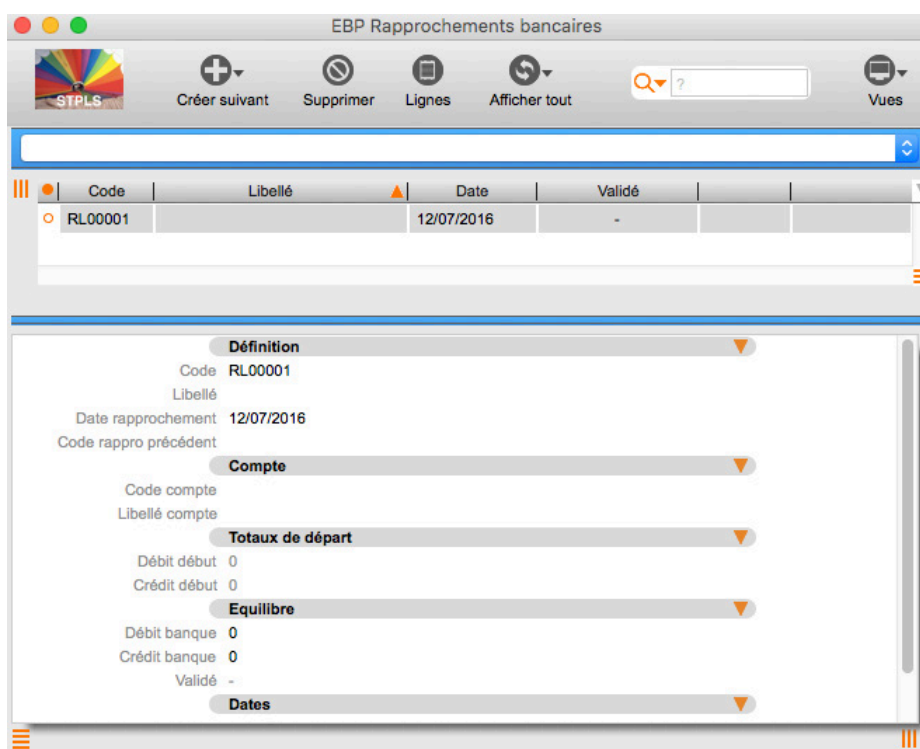 EBP Rapprochements bancaires
STPLS
Créer suivant Supprimer Lignes Afficher tout ? Vues
Code Libellé Date Validé
RL00001 12/07/2016 -
Définition
Code RL00001
Libellé
Date rapprochement 12/07/2016
Code rappro précédent
Compte
Code compte
Libellé compte
Totaux de départ
Débit début 0
Crédit début 0
Equilibre
Débit banque 0
Crédit banque 0
Validé -
Dates